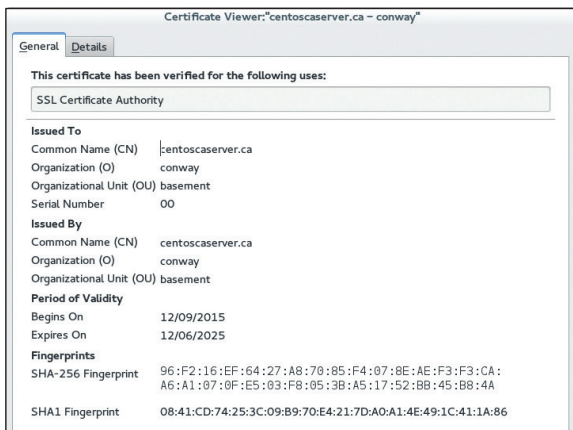 Certificate Viewer:"centoscaserver.ca – conway"
General Details
This certificate has been verified for the following uses:
SSL Certificate Authority
Issued To
Common Name (CN) centoscaserver.ca
Organization (O) conway
Organizational Unit (OU) basement
Serial Number 00
Issued By
Common Name (CN) centoscaserver.ca
Organization (O) conway
Organizational Unit (OU) basement
Period of Validity
Begins On 12/09/2015
Expires On 12/06/2025
Fingerprints
SHA-256 Fingerprint 96:F2:16:EF:64:27:A8:70:85:F4:07:8E:AE:F3:F3:CA:
A6:A1:07:0F:E5:03:F8:05:3B:A5:17:52:BB:45:B8:4A
SHA1 Fingerprint 08:41:CD:74:25:3C:09:B9:70:E4:21:7D:A0:A1:4E:49:1C:41:1A:86